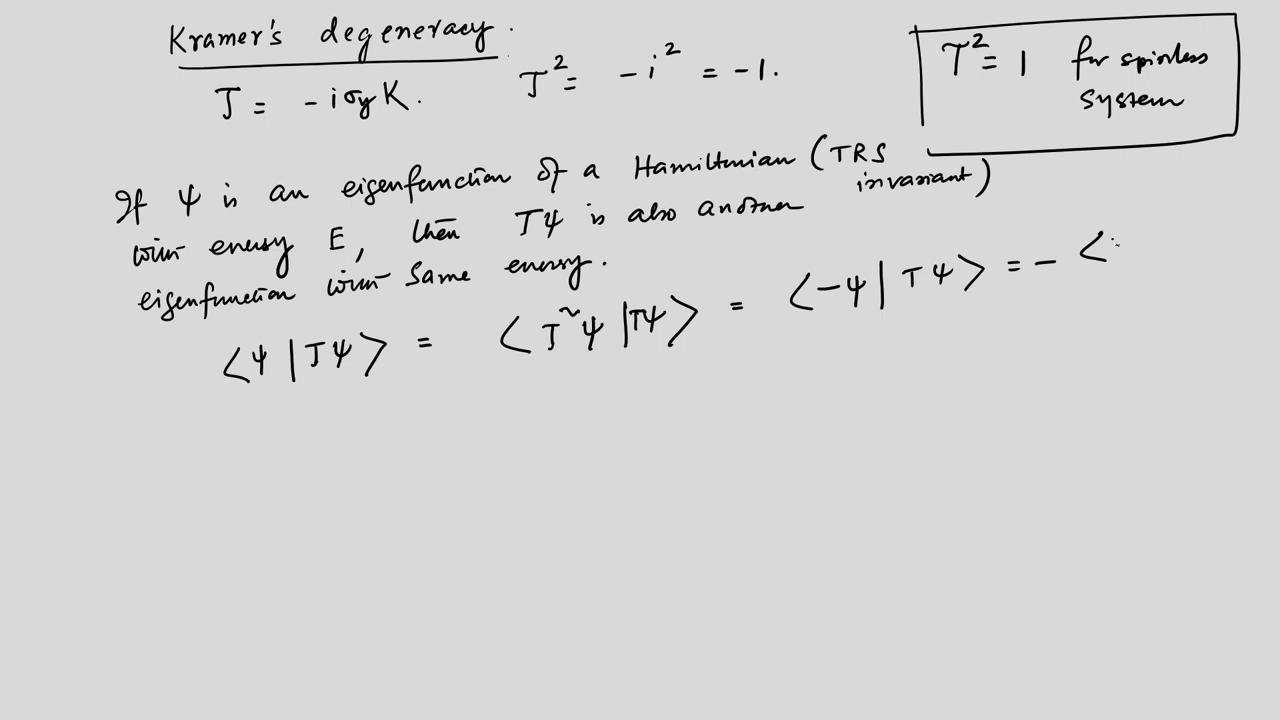 Kramer's degeneracy.
T = - i σy K. T² = - i² = -1.
T² = 1 for spinless
system
If ψ is an eigenfunction of a Hamiltonian (TRS
invariant)
with energy E, then Tψ is also another
eigenfunction with same energy.
⟨ψ | Tψ⟩ = ⟨T²ψ | Tψ⟩ = ⟨-ψ | Tψ⟩ = - ⟨